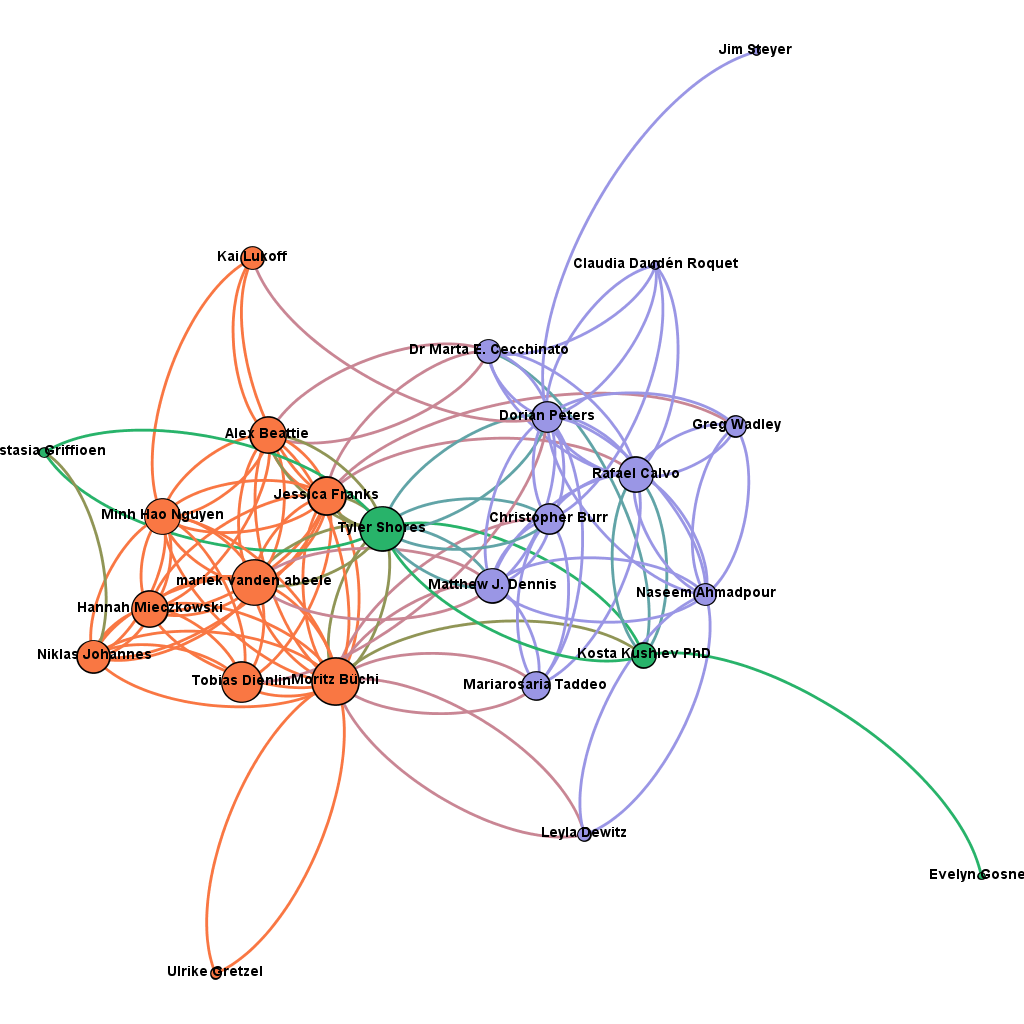 Jim Steyer
Kai Lukoff
Claudia Daudén Roquet
Dr Marta E. Cecchinato
Dorian Peters
Greg Wadley
Alex Beattie
stasia Griffioen
Rafael Calvo
Jessica Franks
Minh Hao Nguyen
Christopher Burr
Tyler Shores
mariek vanden abeele
Matthew J. Dennis
Naseem Ahmadpour
Hannah Mieczkowski
Niklas Johannes
Kosta Kushlev PhD
Tobias Dienlin
Moritz Büchi
Mariarosaria Taddeo
Leyla Dewitz
Evelyn Gosne
Ulrike Gretzel